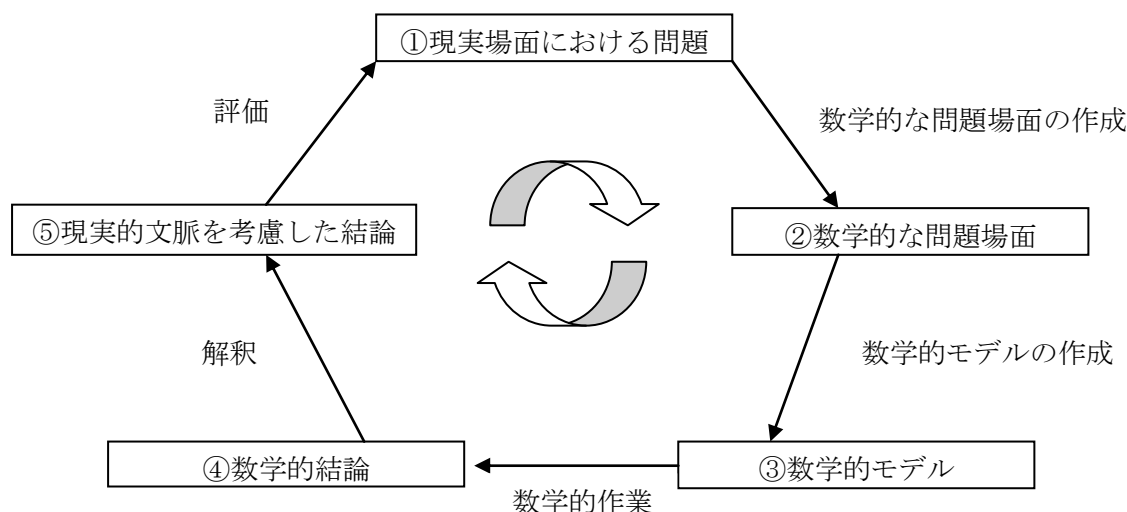 ①現実場面における問題
評価
数学的な問題場面の作成
⑤現実的文脈を考慮した結論
②数学的な問題場面
解釈
数学的モデルの作成
④数学的結論
③数学的モデル
数学的作業